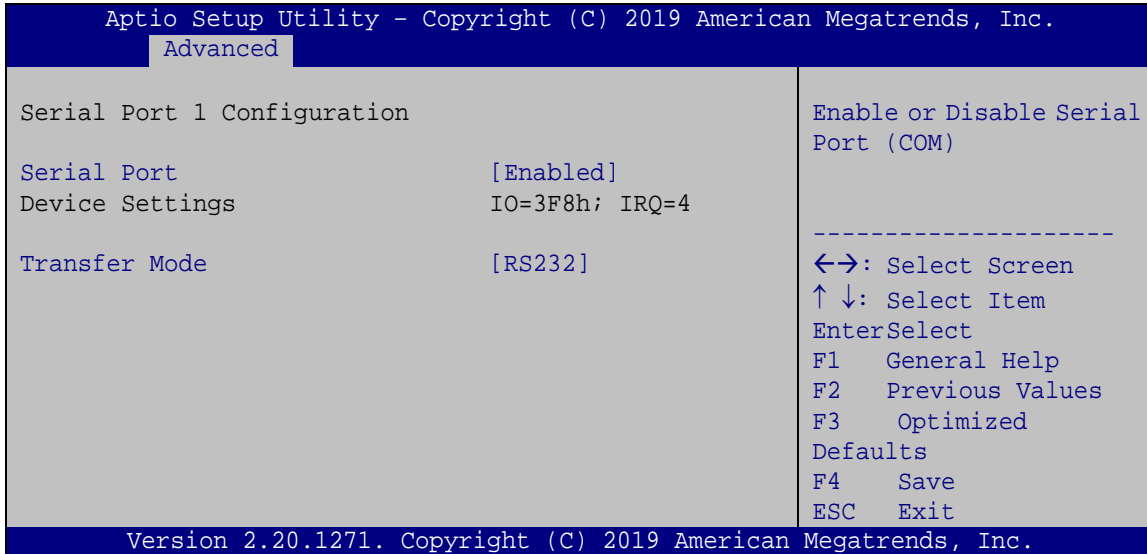 Aptio Setup Utility – Copyright (C) 2019 American Megatrends, Inc.
Advanced
Serial Port 1 Configuration
Serial Port [Enabled]
Device Settings IO=3F8h; IRQ=4
Transfer Mode [RS232]
Enable or Disable Serial
Port (COM)
---------------------
←→: Select Screen
↑ ↓: Select Item
EnterSelect
F1 General Help
F2 Previous Values
F3 Optimized
Defaults
F4 Save
ESC Exit
Version 2.20.1271. Copyright (C) 2019 American Megatrends, Inc.